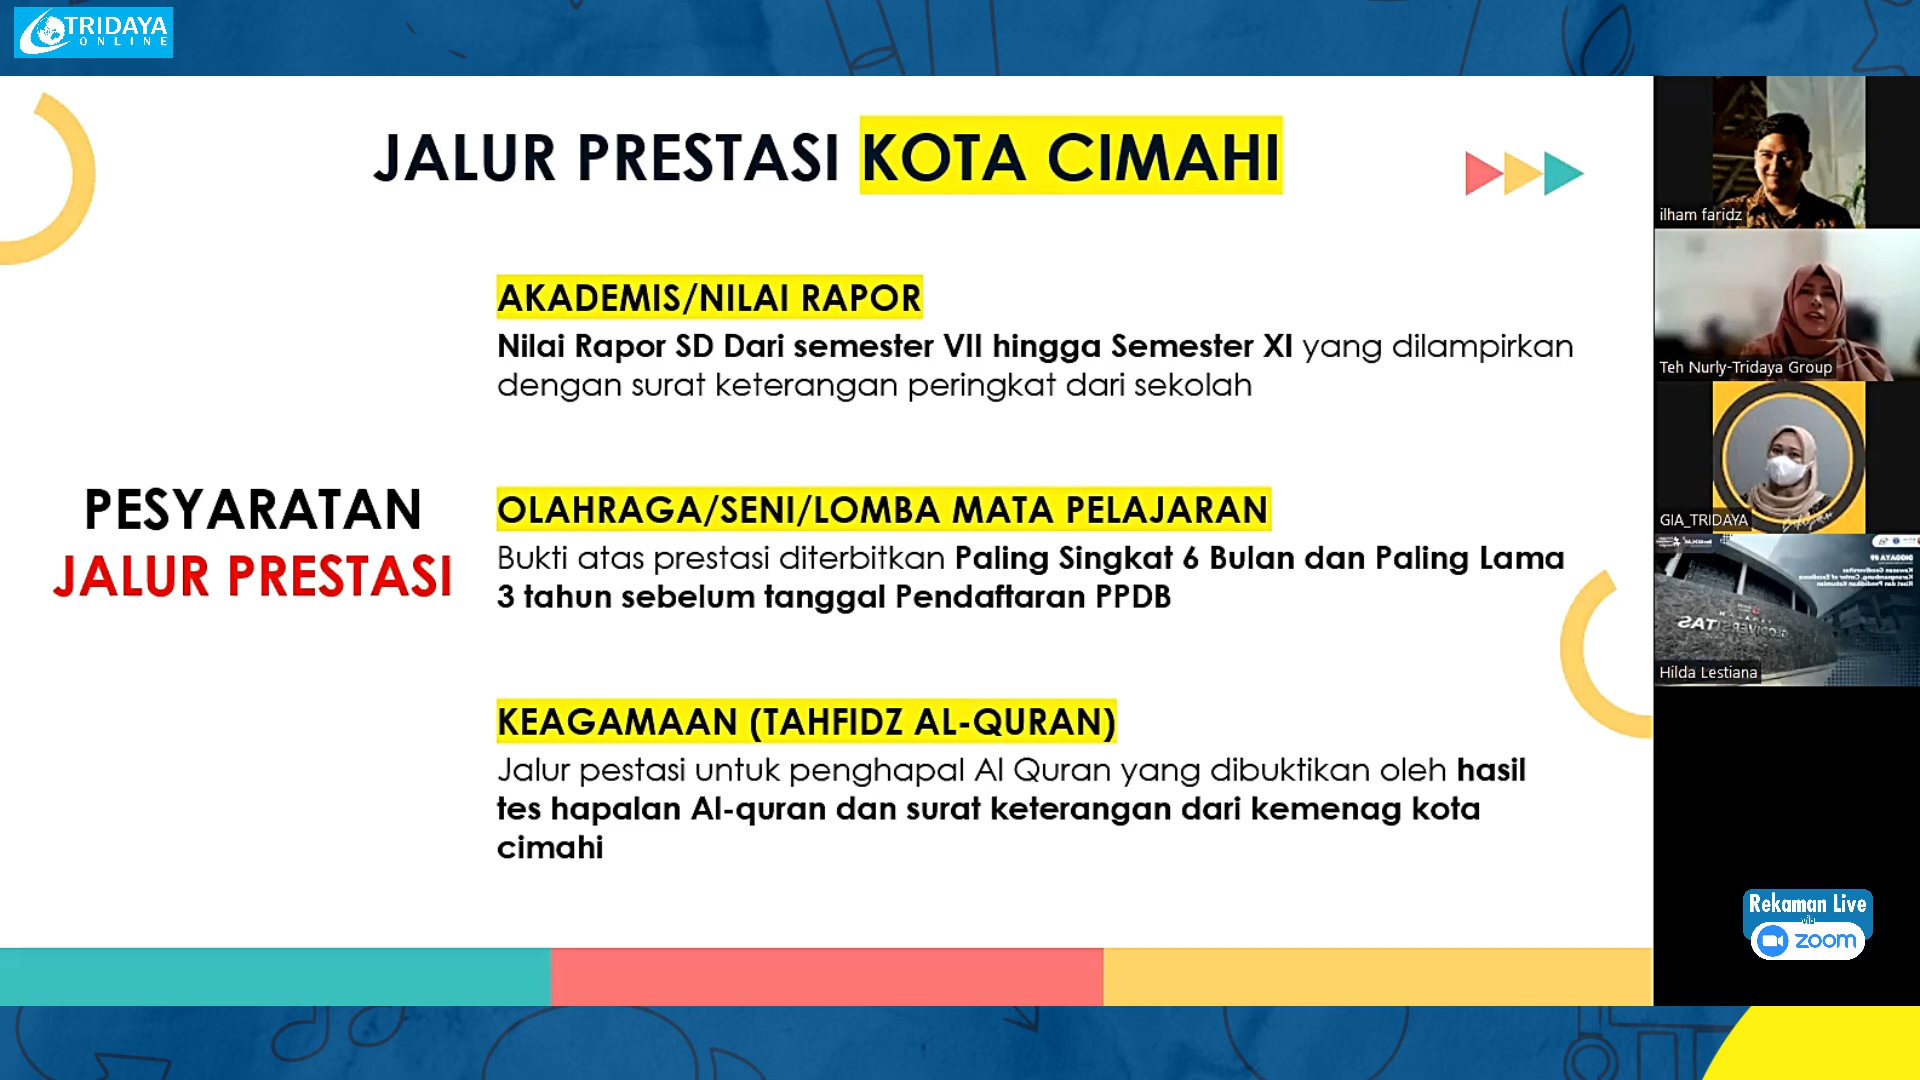 TRIDAYA
ONLINE
JALUR PRESTASI KOTA CIMAHI
AKADEMIS/NILAI RAPOR
Nilai Rapor SD Dari semester VII hingga Semester XI yang dilampirkan
dengan surat keterangan peringkat dari sekolah
PESYARATAN
JALUR PRESTASI
OLAHRAGA/SENI/LOMBA MATA PELAJARAN
Bukti atas prestasi diterbitkan Paling Singkat 6 Bulan dan Paling Lama
3 tahun sebelum tanggal Pendaftaran PPDB
KEAGAMAAN (TAHFIDZ AL-QURAN)
Jalur pestasi untuk penghapal Al Quran yang dibuktikan oleh hasil
tes hapalan Al-quran dan surat keterangan dari kemenag kota
cimahi
ilham faridz
Teh Nurly-Tridaya Group
GIA_TRIDAYA
Hilda Lestiana
Rekaman Live
via
zoom